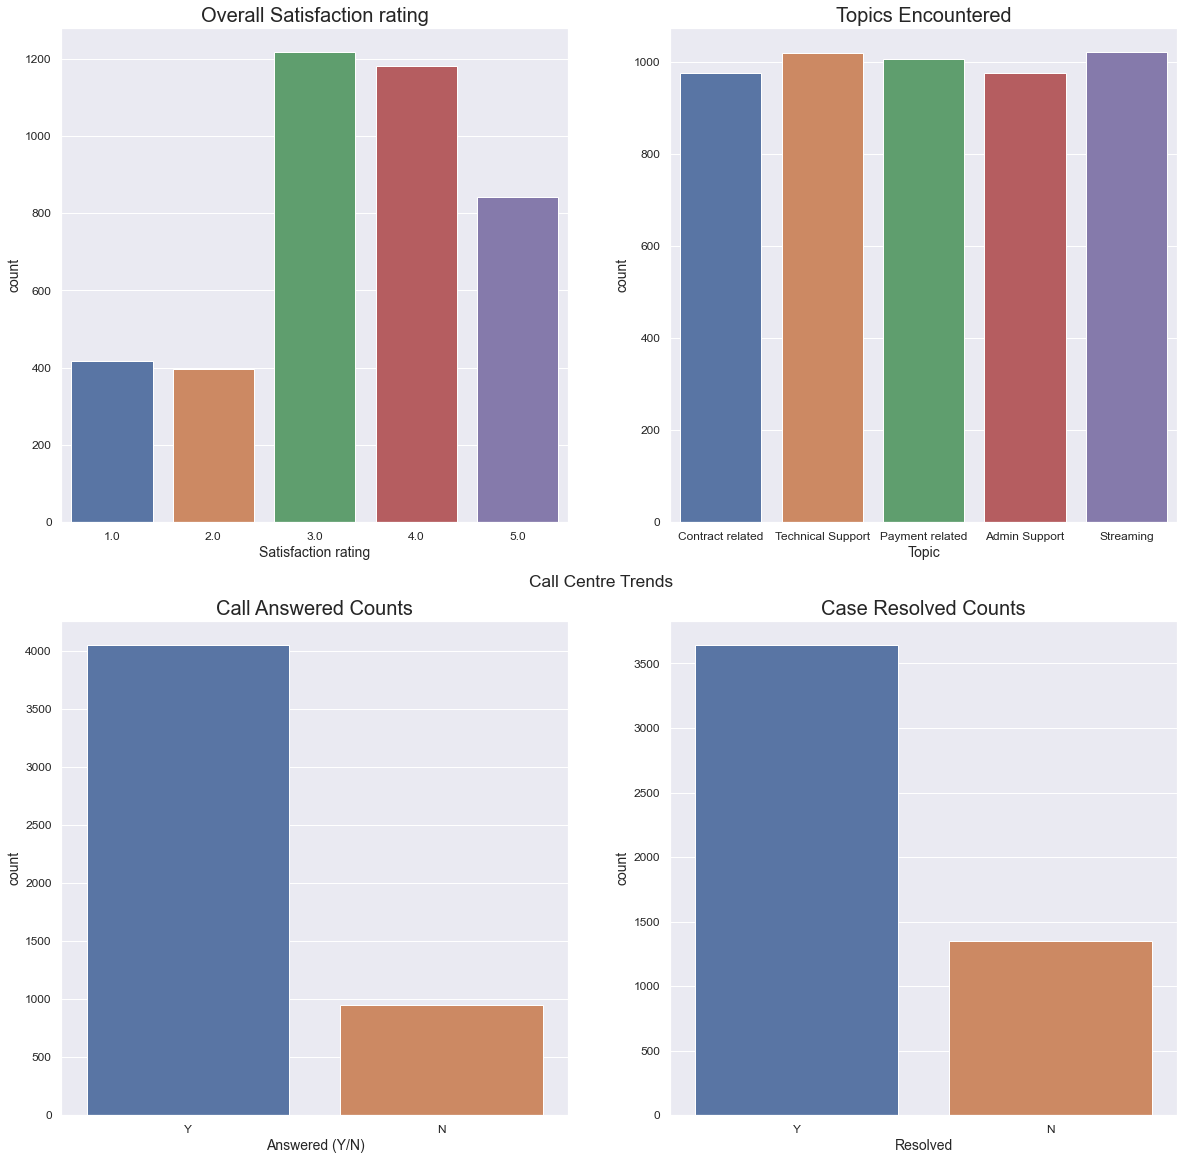 Overall Satisfaction rating
count
1200
1000
800
600
400
200
0
1.0 2.0 3.0 4.0 5.0
Satisfaction rating
Topics Encountered
count
1000
800
600
400
200
0
Contract related Technical Support Payment related Admin Support Streaming
Topic
Call Centre Trends
Call Answered Counts
count
4000
3500
3000
2500
2000
1500
1000
500
0
Y N
Answered (Y/N)
Case Resolved Counts
count
3500
3000
2500
2000
1500
1000
500
0
Y N
Resolved